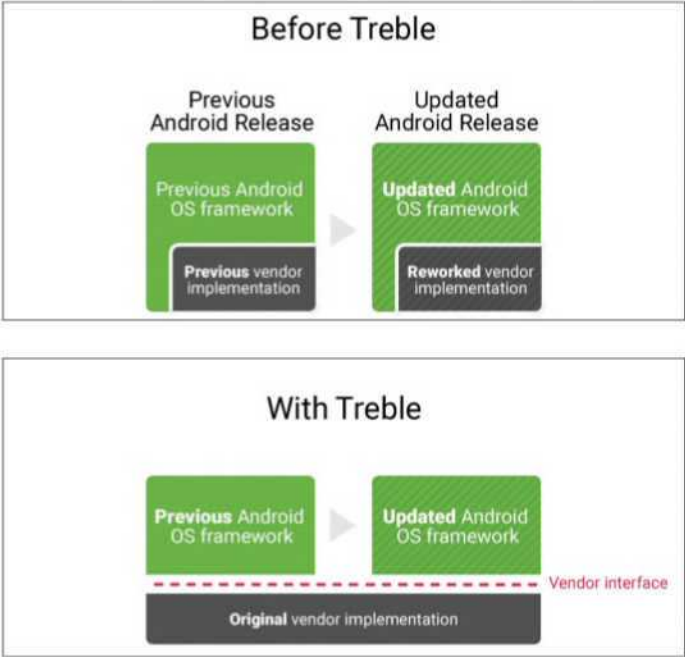 Before Treble
Previous
Android Release
Updated
Android Release
Previous Android
OS framework
Updated Android
OS framework
Previous vendor
implementation
Reworked vendor
implementation
With Treble
Previous Android
OS framework
Updated Android
OS framework
Vendor interface
Original vendor implementation